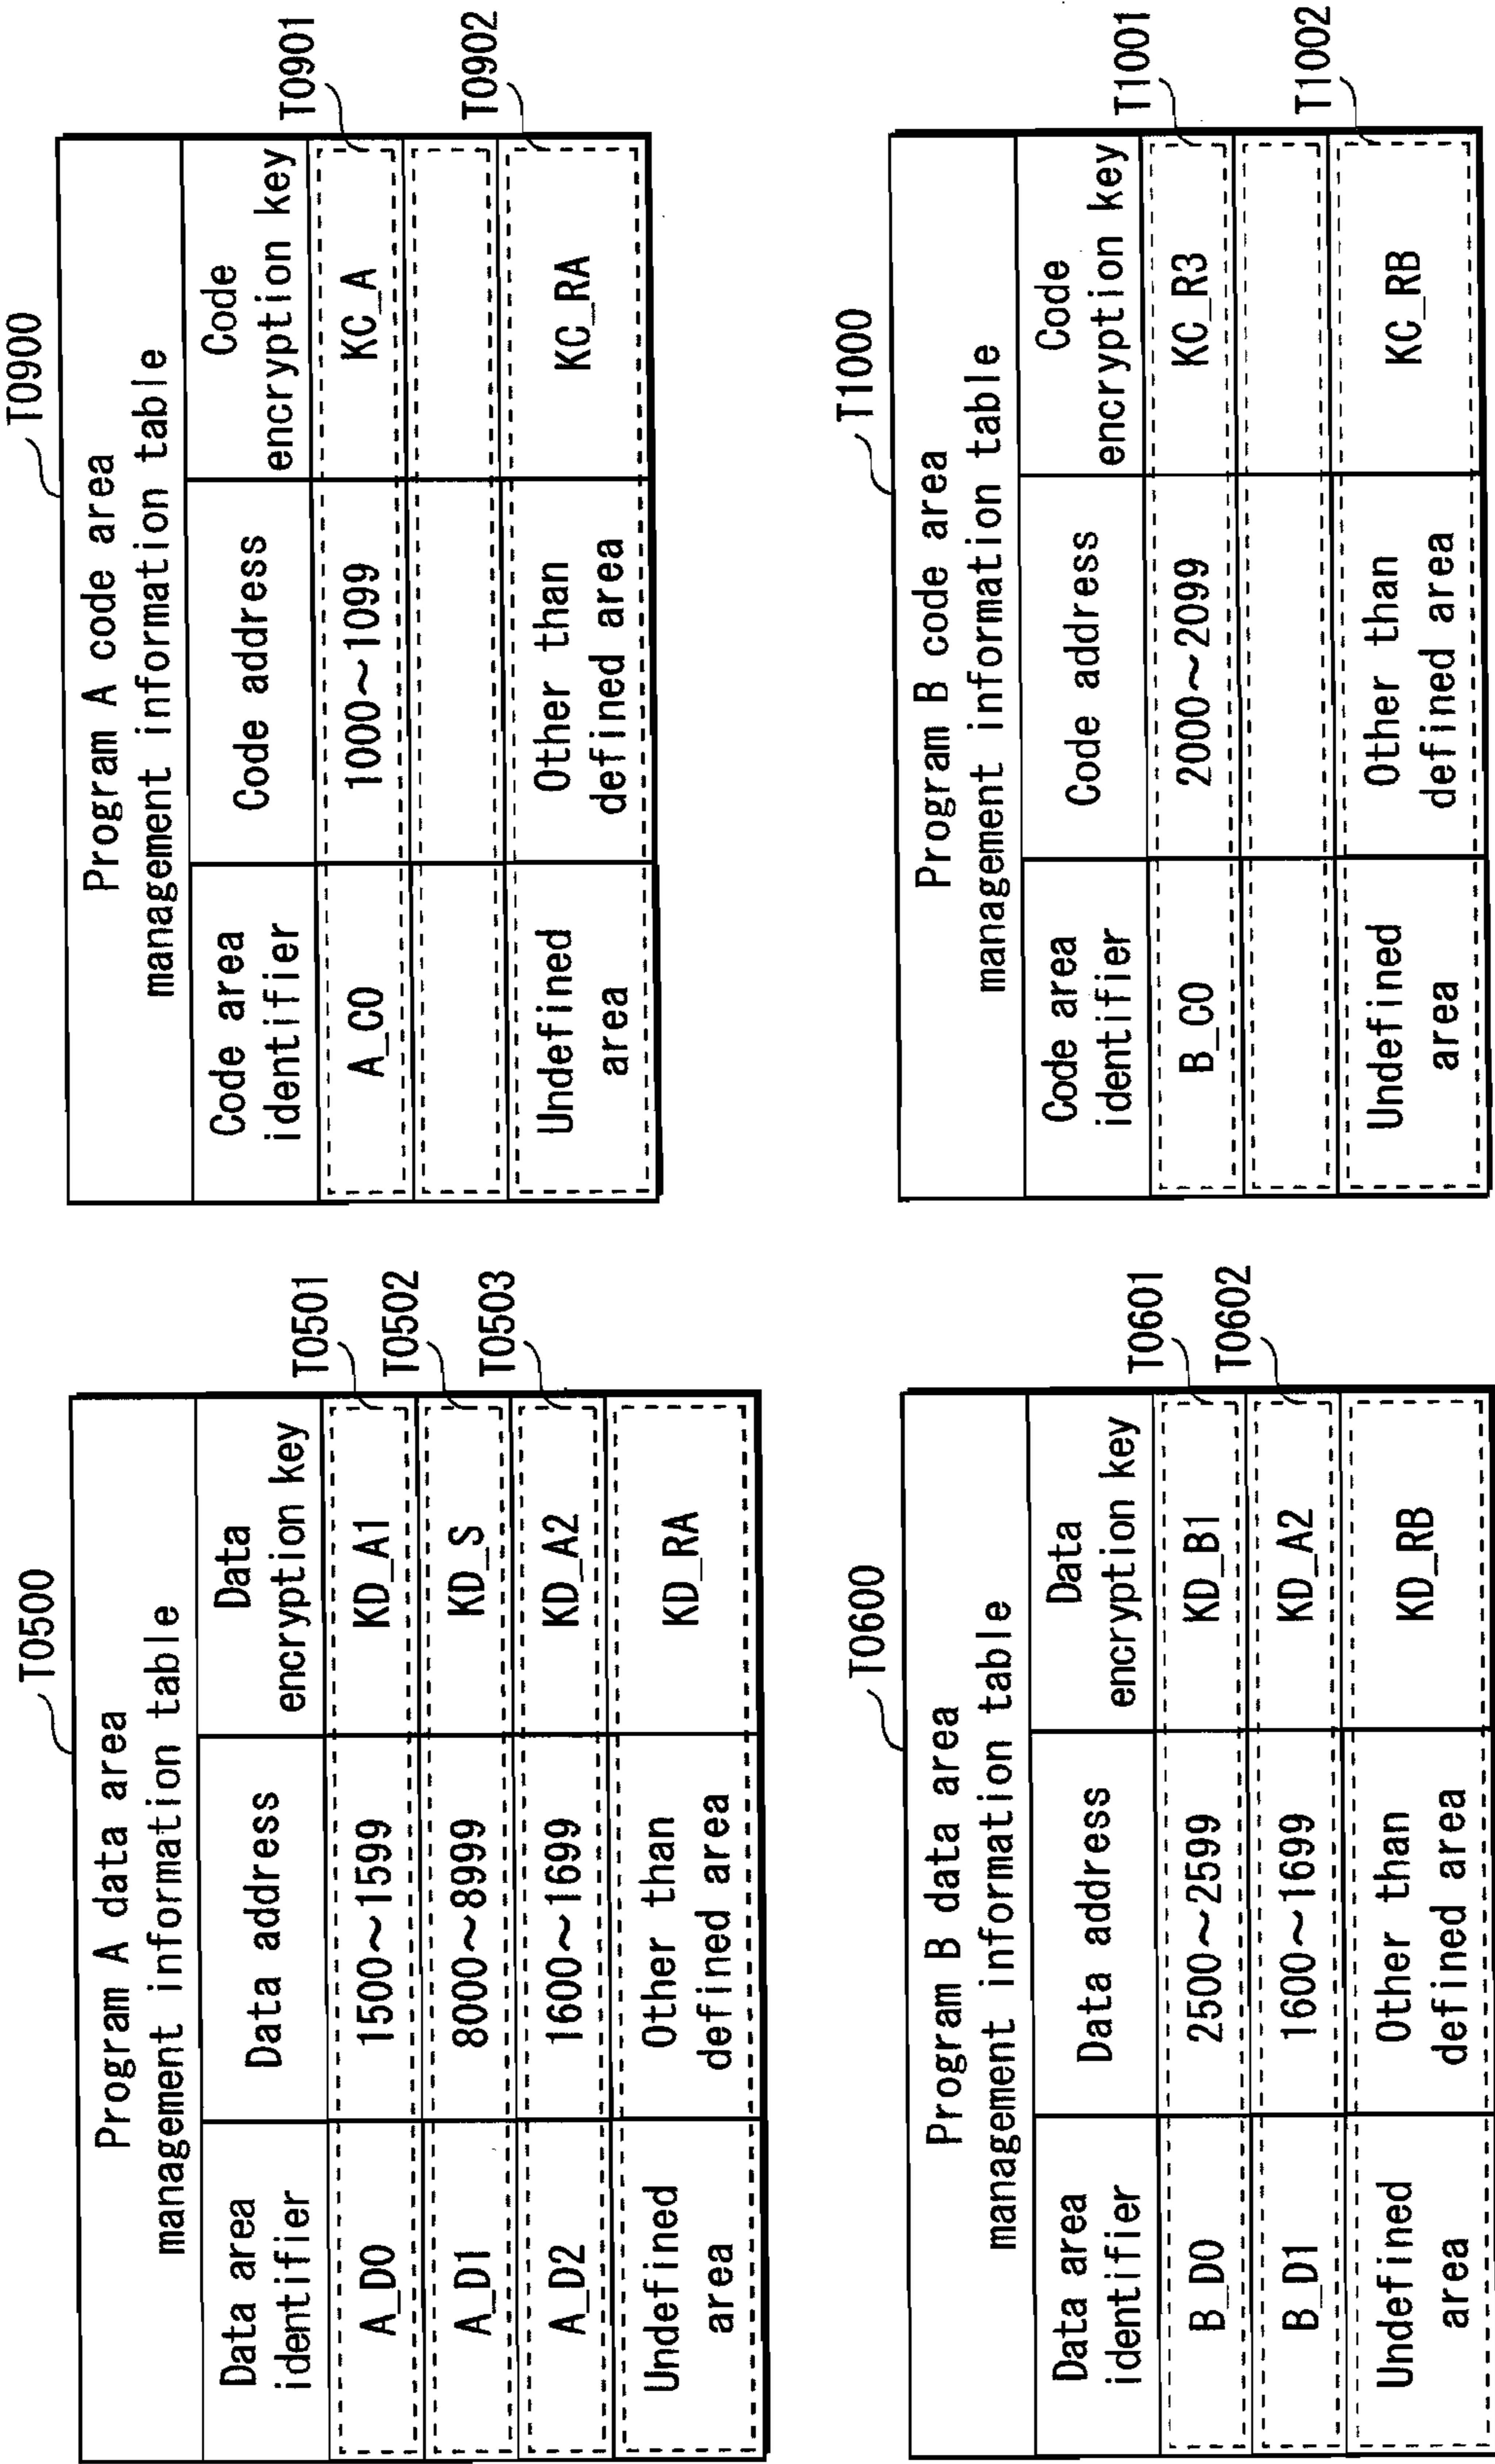 T0500
Program A data area
management information table
Data area
identifier
Data address
Data
encryption key
A_D0
1500~1599
KD_A1
T0501
A_D1
8000~8999
KD_S
T0502
A_D2
1600~1699
KD_A2
T0503
Undefined
area
Other than
defined area
KD_RA
T0900
Program A code area
management information table
Code area
identifier
Code address
Code
encryption key
A_C0
1000~1099
KC_A
T0901
Undefined
area
Other than
defined area
KC_RA
T0902
T0600
Program B data area
management information table
Data area
identifier
Data address
Data
encryption key
B_D0
2500~2599
KD_B1
T0601
B_D1
1600~1699
KD_A2
T0602
Undefined
area
Other than
defined area
KD_RB
T1000
Program B code area
management information table
Code area
identifier
Code address
Code
encryption key
B_C0
2000~2099
KC_R3
T1001
Undefined
area
Other than
defined area
KC_RB
T1002